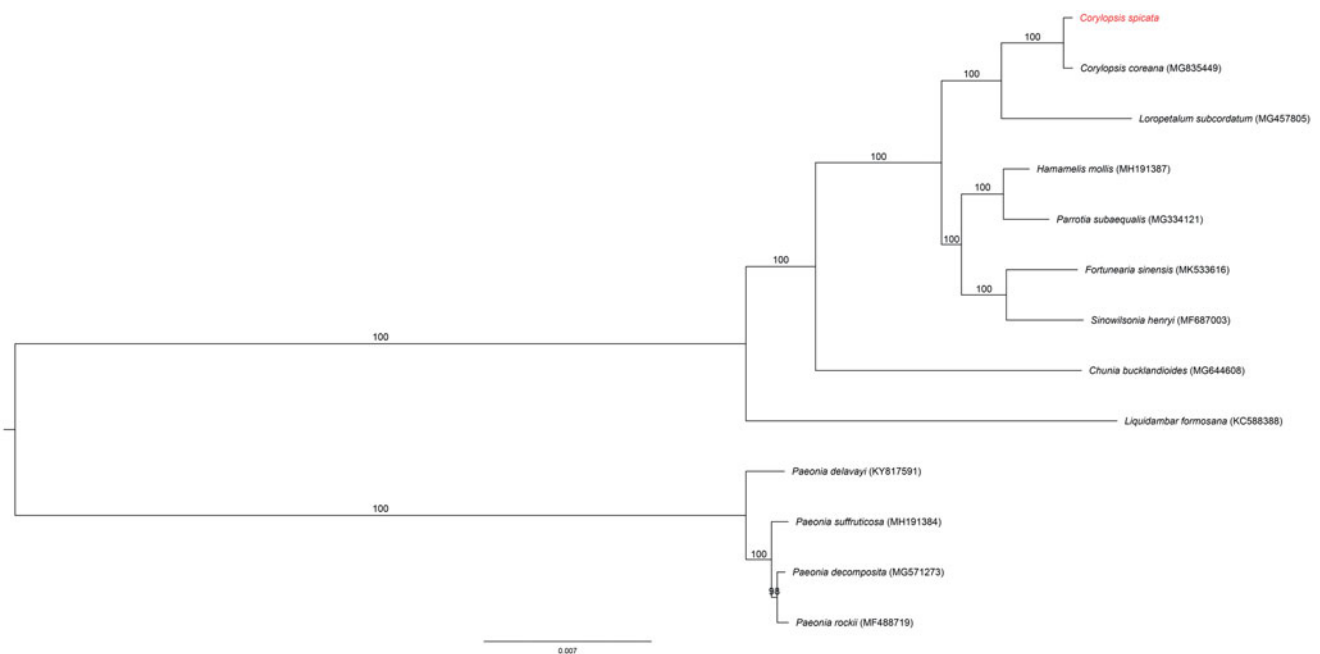 Corylopsis spicata
100
Corylopsis coreana (MG835449)
100
Loropetalum subcordatum (MG457805)
100
Hamamelis mollis (MH191387)
100
Parrotia subaequalis (MG334121)
100
Fortunearia sinensis (MK533616)
100
100
Sinowilsonia henryi (MF687003)
100
Chunia bucklandioides (MG644608)
Liquidambar formosana (KC588388)
Paeonia delavayi (KY817591)
100
Paeonia suffruticosa (MH191384)
100
Paeonia decomposita (MG571273)
98
Paeonia rockii (MF488719)
0.007